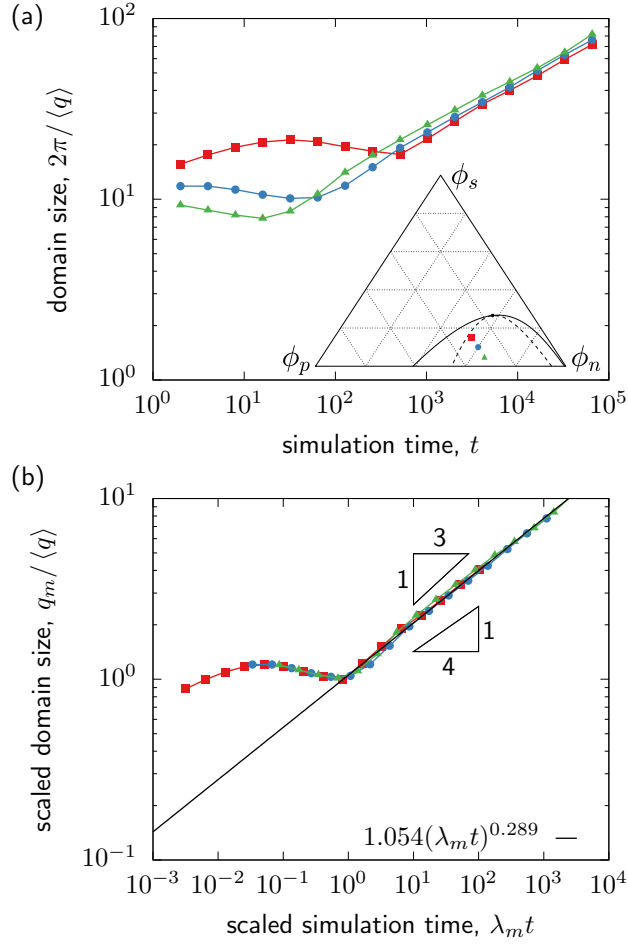 (a)
domain size, 2π/⟨q⟩
10^2
10^1
10^0
ϕ_s
ϕ_p
ϕ_n
10^0 10^1 10^2 10^3 10^4 10^5
simulation time, t
(b)
scaled domain size, q_m/⟨q⟩
10^1
10^0
10^{-1}
3
1
1
4
1.054(λ_m t)^{0.289}
10^{-3} 10^{-2} 10^{-1} 10^0 10^1 10^2 10^3 10^4
scaled simulation time, λ_m t